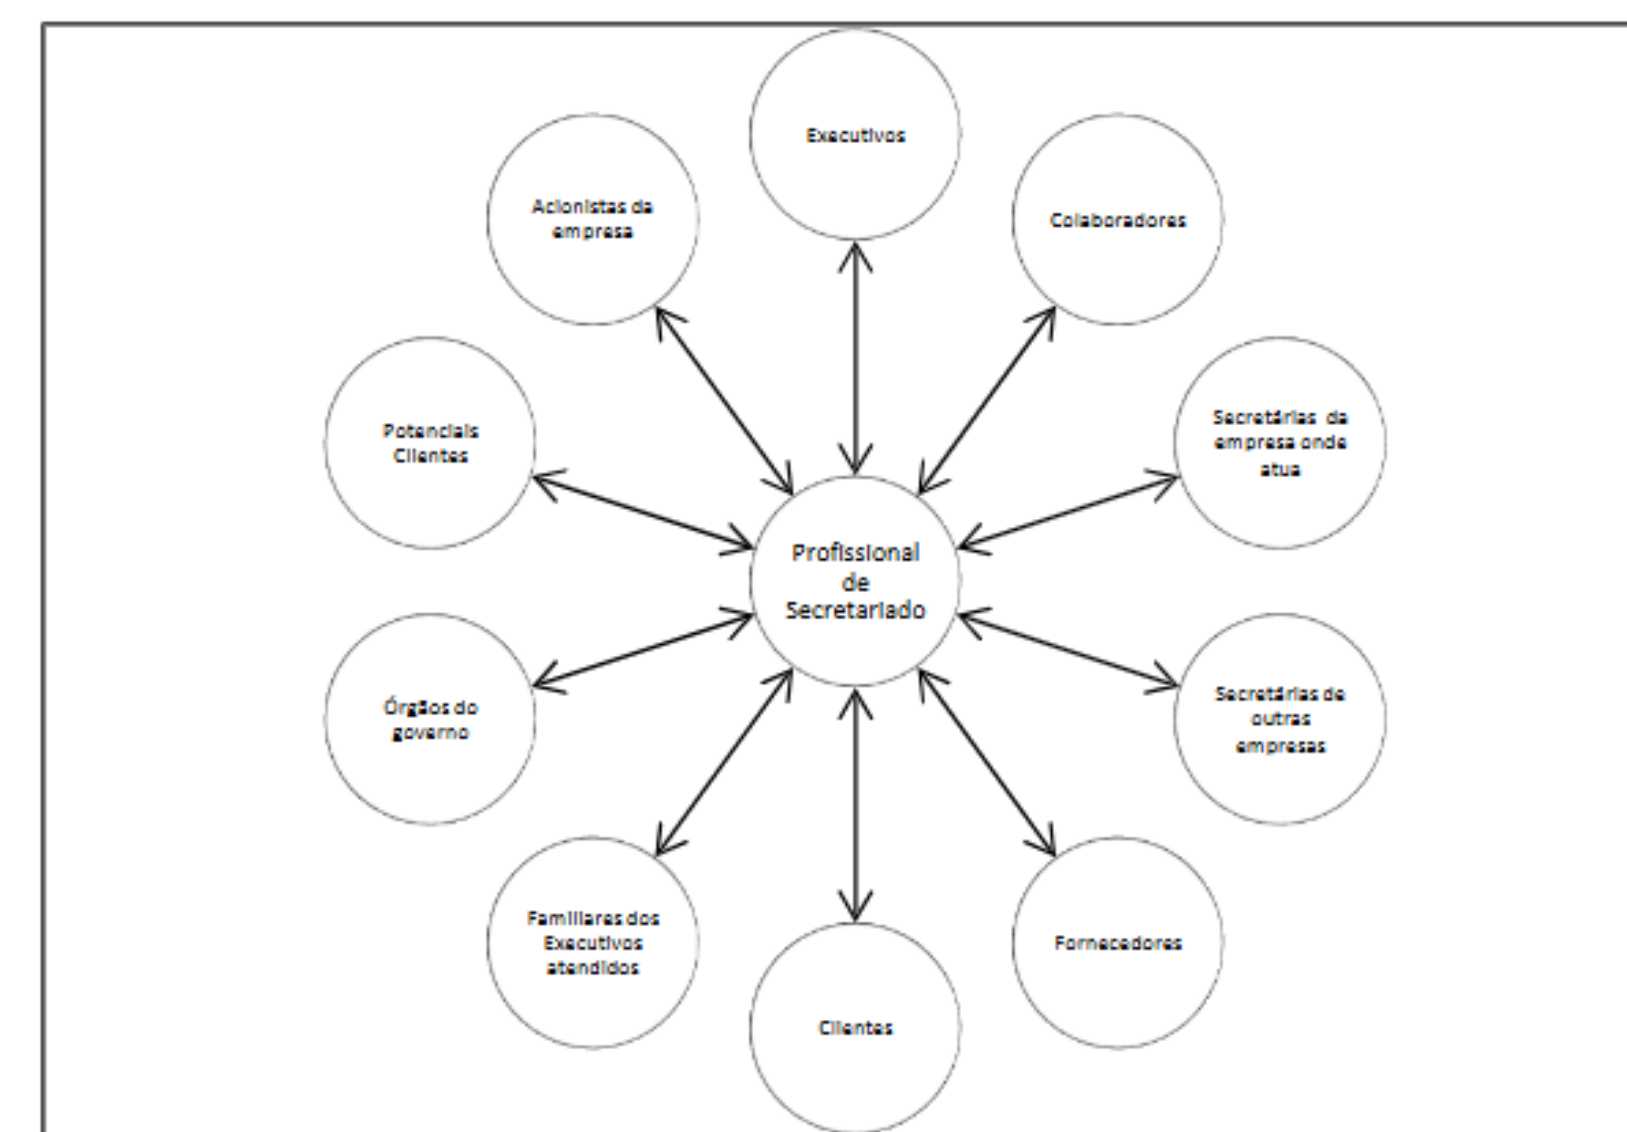 Executivos
Acionistas da
empresa
Colaboradores
Potenciais
Clientes
Secretárias da
empresa onde
atua
Profissional
de
Secretariado
Órgãos do
governo
Secretárias de
outras
empresas
Familiares dos
Executivos
atendidos
Fornecedores
Clientes